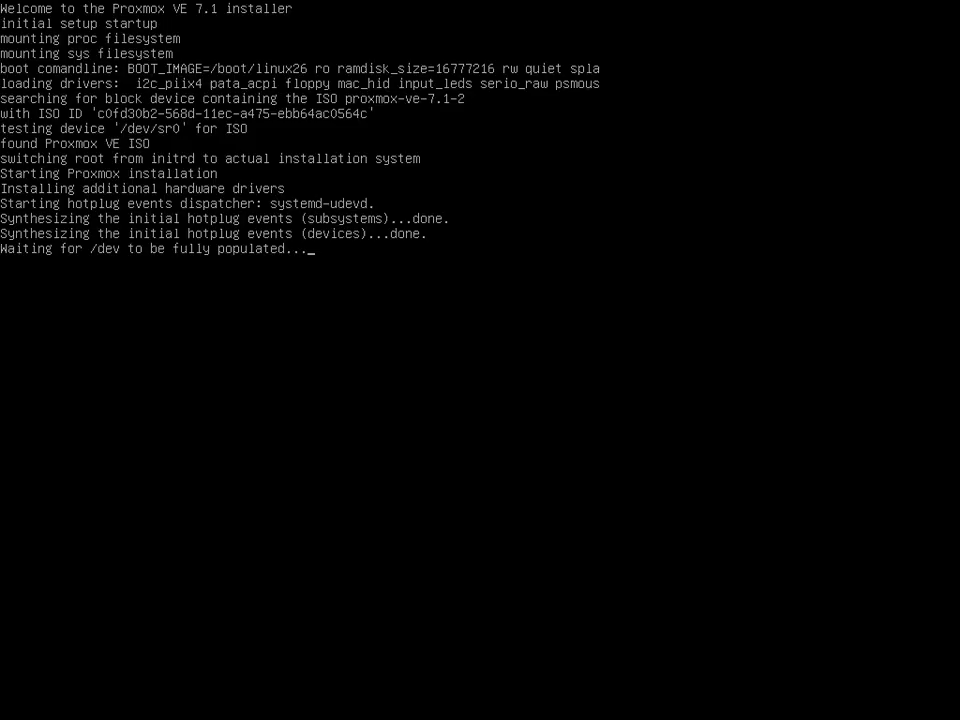 Welcome to the Proxmox VE 7.1 installer
initial setup startup
mounting proc filesystem
mounting sys filesystem
boot comandline: BOOT_IMAGE=/boot/linux26 ro ramdisk_size=16777216 rw quiet spla
loading drivers:  i2c_piix4 pata_acpi floppy mac_hid input_leds serio_raw psmous
searching for block device containing the ISO proxmox-ve-7.1-2
with ISO ID 'c0fd30b2-568d-11ec-a475-ebb64ac0564c'
testing device '/dev/sr0' for ISO
found Proxmox VE ISO
switching root from initrd to actual installation system
Starting Proxmox installation
Installing additional hardware drivers
Starting hotplug events dispatcher: systemd-udevd.
Synthesizing the initial hotplug events (subsystems)...done.
Synthesizing the initial hotplug events (devices)...done.
Waiting for /dev to be fully populated..._